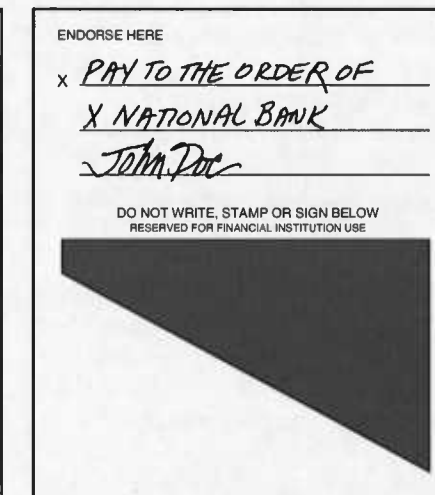 ENDORSE HERE
X PAY TO THE ORDER OF
X NATIONAL BANK
John Doe
DO NOT WRITE, STAMP OR SIGN BELOW
RESERVED FOR FINANCIAL INSTITUTION USE